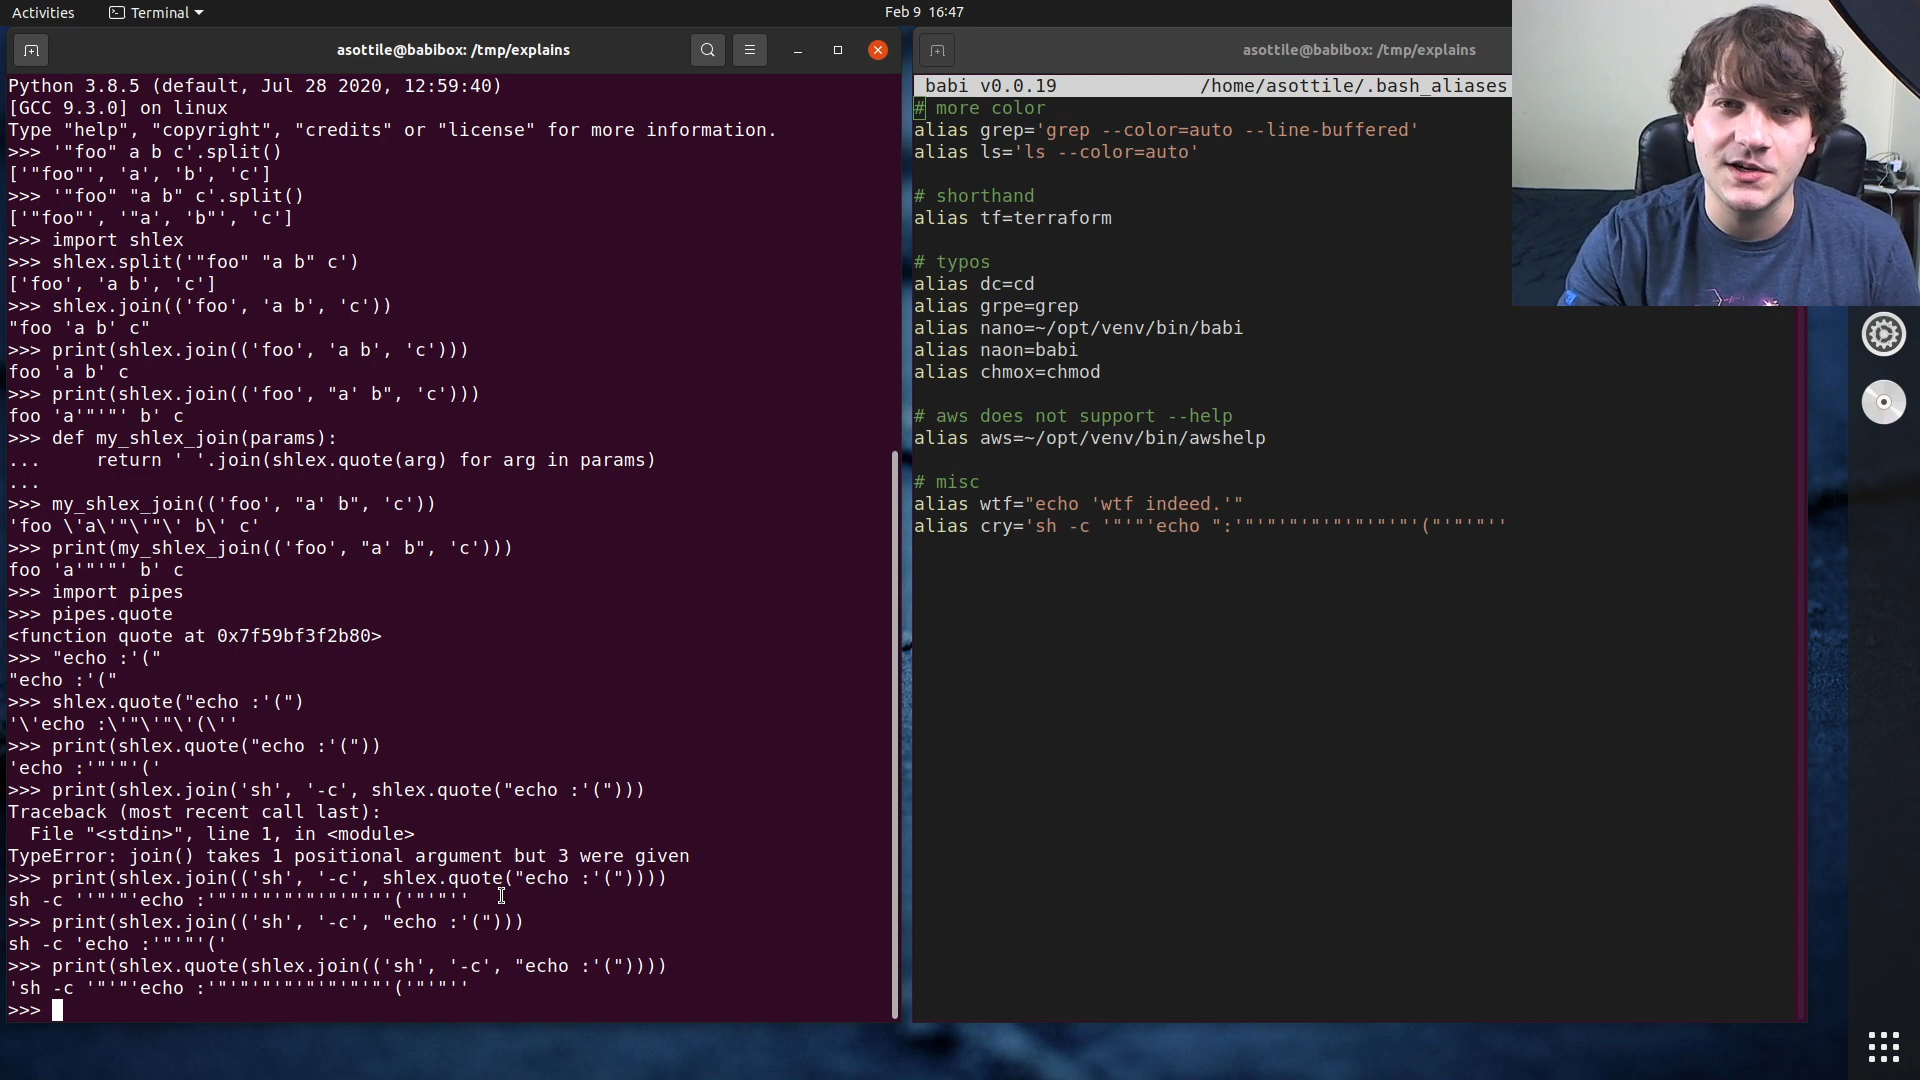 Activities
Terminal
Feb 9 16:47
asottile@babibox: /tmp/explains
Python 3.8.5 (default, Jul 28 2020, 12:59:40)
[GCC 9.3.0] on linux
Type "help", "copyright", "credits" or "license" for more information.
>>> '"foo" a b c'.split()
['"foo"', 'a', 'b', 'c']
>>> '"foo" "a b" c'.split()
['"foo"', '"a', 'b"', 'c']
>>> import shlex
>>> shlex.split('"foo" "a b" c')
['foo', 'a b', 'c']
>>> shlex.join(('foo', 'a b', 'c'))
"foo 'a b' c"
>>> print(shlex.join(('foo', 'a b', 'c')))
foo 'a b' c
>>> print(shlex.join(('foo', "a' b", 'c')))
foo 'a'"'"' b' c
>>> def my_shlex_join(params):
...     return ' '.join(shlex.quote(arg) for arg in params)
...
>>> my_shlex_join(('foo', "a' b", 'c'))
'foo \'a\'"\'"\' b\' c'
>>> print(my_shlex_join(('foo', "a' b", 'c')))
foo 'a'"'"' b' c
>>> import pipes
>>> pipes.quote
<function quote at 0x7f59bf3f2b80>
>>> "echo :'("
"echo :'("
>>> shlex.quote("echo :'(")
'\'echo :\'"\'"\'(\''
>>> print(shlex.quote("echo :'("))
'echo :'"'"'('
>>> print(shlex.join('sh', '-c', shlex.quote("echo :'(")))
Traceback (most recent call last):
  File "<stdin>", line 1, in <module>
TypeError: join() takes 1 positional argument but 3 were given
>>> print(shlex.join(('sh', '-c', shlex.quote("echo :'("))))
sh -c ''"'"'echo :'"'"'"'"'"'"'"'"'('"'"''
>>> print(shlex.join(('sh', '-c', "echo :'(")))
sh -c 'echo :'"'"'('
>>> print(shlex.quote(shlex.join(('sh', '-c', "echo :'("))))
'sh -c '"'"'echo :'"'"'"'"'"'"'"'"'('"'"''
>>>
asottile@babibox: /tmp/explains
babi v0.0.19 /home/asottile/.bash_aliases
# more color
alias grep='grep --color=auto --line-buffered'
alias ls='ls --color=auto'
# shorthand
alias tf=terraform
# typos
alias dc=cd
alias grpe=grep
alias nano=~/opt/venv/bin/babi
alias naon=babi
alias chmox=chmod
# aws does not support --help
alias aws=~/opt/venv/bin/awshelp
# misc
alias wtf="echo 'wtf indeed.'"
alias cry='sh -c '"'"'echo ":'"'"'"'"'"'"'"'"'("'"'"''